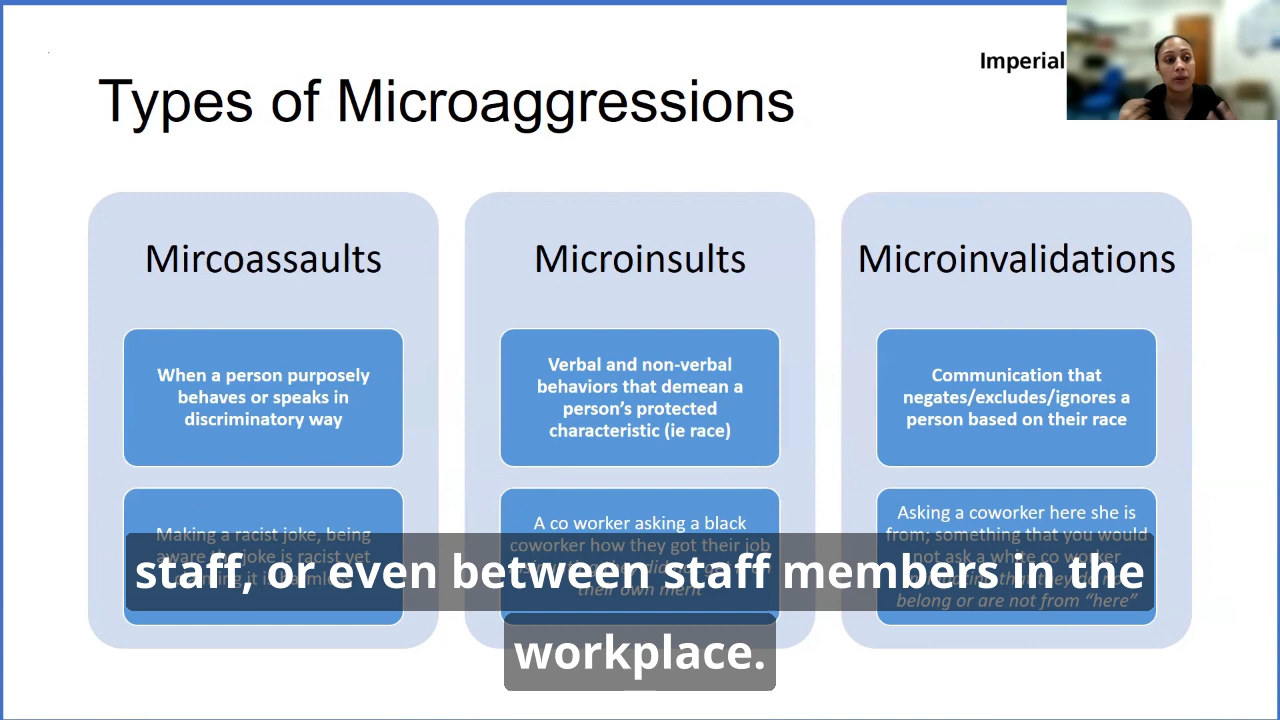 Imperial
Types of Microaggressions
Mircoassaults
When a person purposely
behaves or speaks in
discriminatory way
Making a racist joke, being
aware joke is racist yet
Microinsults
Verbal and non-verbal
behaviors that demean a
person’s protected
characteristic (ie race)
A co worker asking a black
coworker how they got their job
their own merit
Microinvalidations
Communication that
negates/excludes/ignores a
person based on their race
Asking a coworker here she is
from; something that you would
not ask a white co worker
belong or are not from “here”
staff, or even between staff members in the
workplace.